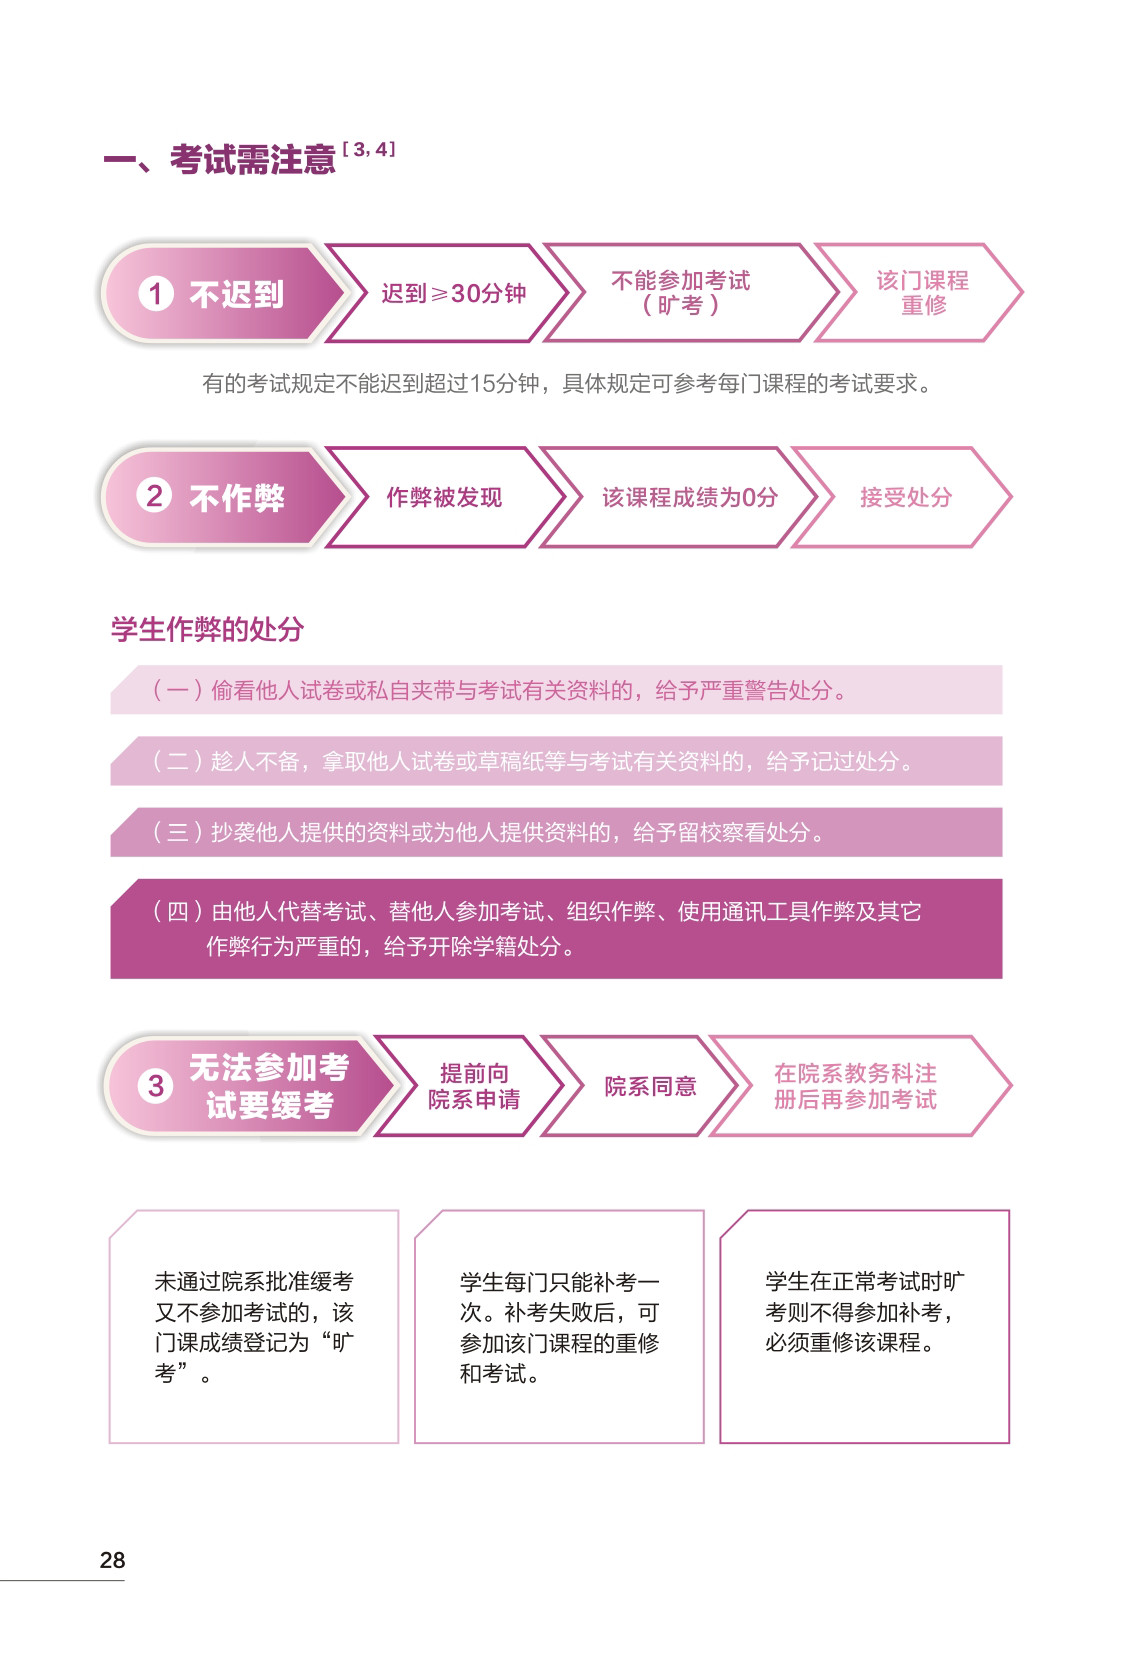 一、考试需注意[3,4]
1 不迟到
迟到≥30分钟
不能参加考试
（旷考）
该门课程
重修
有的考试规定不能迟到超过15分钟，具体规定可参考每门课程的考试要求。
2 不作弊
作弊被发现
该课程成绩为0分
接受处分
学生作弊的处分
（一）偷看他人试卷或私自夹带与考试有关资料的，给予严重警告处分。
（二）趁人不备，拿取他人试卷或草稿纸等与考试有关资料的，给予记过处分。
（三）抄袭他人提供的资料或为他人提供资料的，给予留校察看处分。
（四）由他人代替考试、替他人参加考试、组织作弊、使用通讯工具作弊及其它
作弊行为严重的，给予开除学籍处分。
3 无法参加考
试要缓考
提前向
院系申请
院系同意
在院系教务科注
册后再参加考试
未通过院系批准缓考
又不参加考试的，该
门课成绩登记为“旷
考”。
学生每门只能补考一
次。补考失败后，可
参加该门课程的重修
和考试。
学生在正常考试时旷
考则不得参加补考，
必须重修该课程。
28